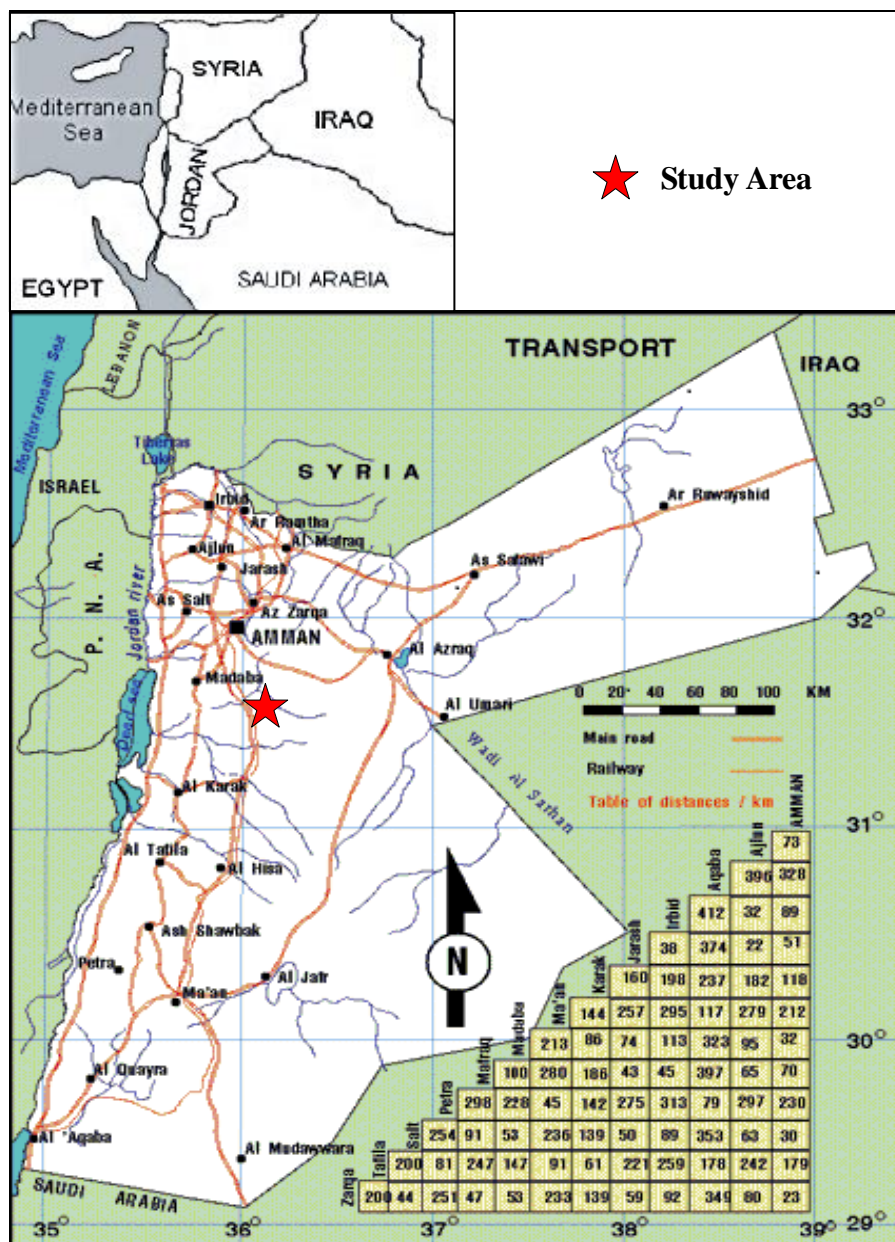 SYRIA
Mediterranean
Sea
IRAQ
JORDAN
EGYPT
SAUDI ARABIA
Study Area
Mediterranean Sea
LEBANON
TRANSPORT
IRAQ
33°
Tiberias
Lake
SYRIA
ISRAEL
Irbid
Ar Ramtha
Ar Ruwayshid
Ajlun
Al Mafraq
Jarash
As Safawi
P. N. A.
Jordan river
As Salt
Az Zarqa
32°
AMMAN
Al Azraq
Madaba
Dead sea
Al Umari
0 20 40 60 80 100 KM
Main road
Railway
Table of distances / km
Wadi Al Sarhan
Al Karak
31°
Al Tafila
Al Hisa
Ash Shawbak
Petra
N
Al Jafr
Ma'an
30°
Al Quayra
Al 'Aqaba
Al Mudawwara
SAUDI ARABIA
29°
35° 36° 37° 38° 39°
AMMAN
73
Ajlun
396 328
Aqaba
412 32 89
Irbid
38 374 22 51
Jarash
160 198 237 182 118
Karak
144 257 295 117 279 212
Ma'an
213 86 74 113 323 95 32
Madaba
100 280 186 43 45 397 65 70
Mafraq
298 228 45 142 275 313 79 297 230
Petra
254 91 53 236 139 50 89 353 63 30
Salt
200 81 247 147 91 61 221 259 178 242 179
Tafila
200 44 251 47 53 233 139 59 92 349 80 23
Zarqa